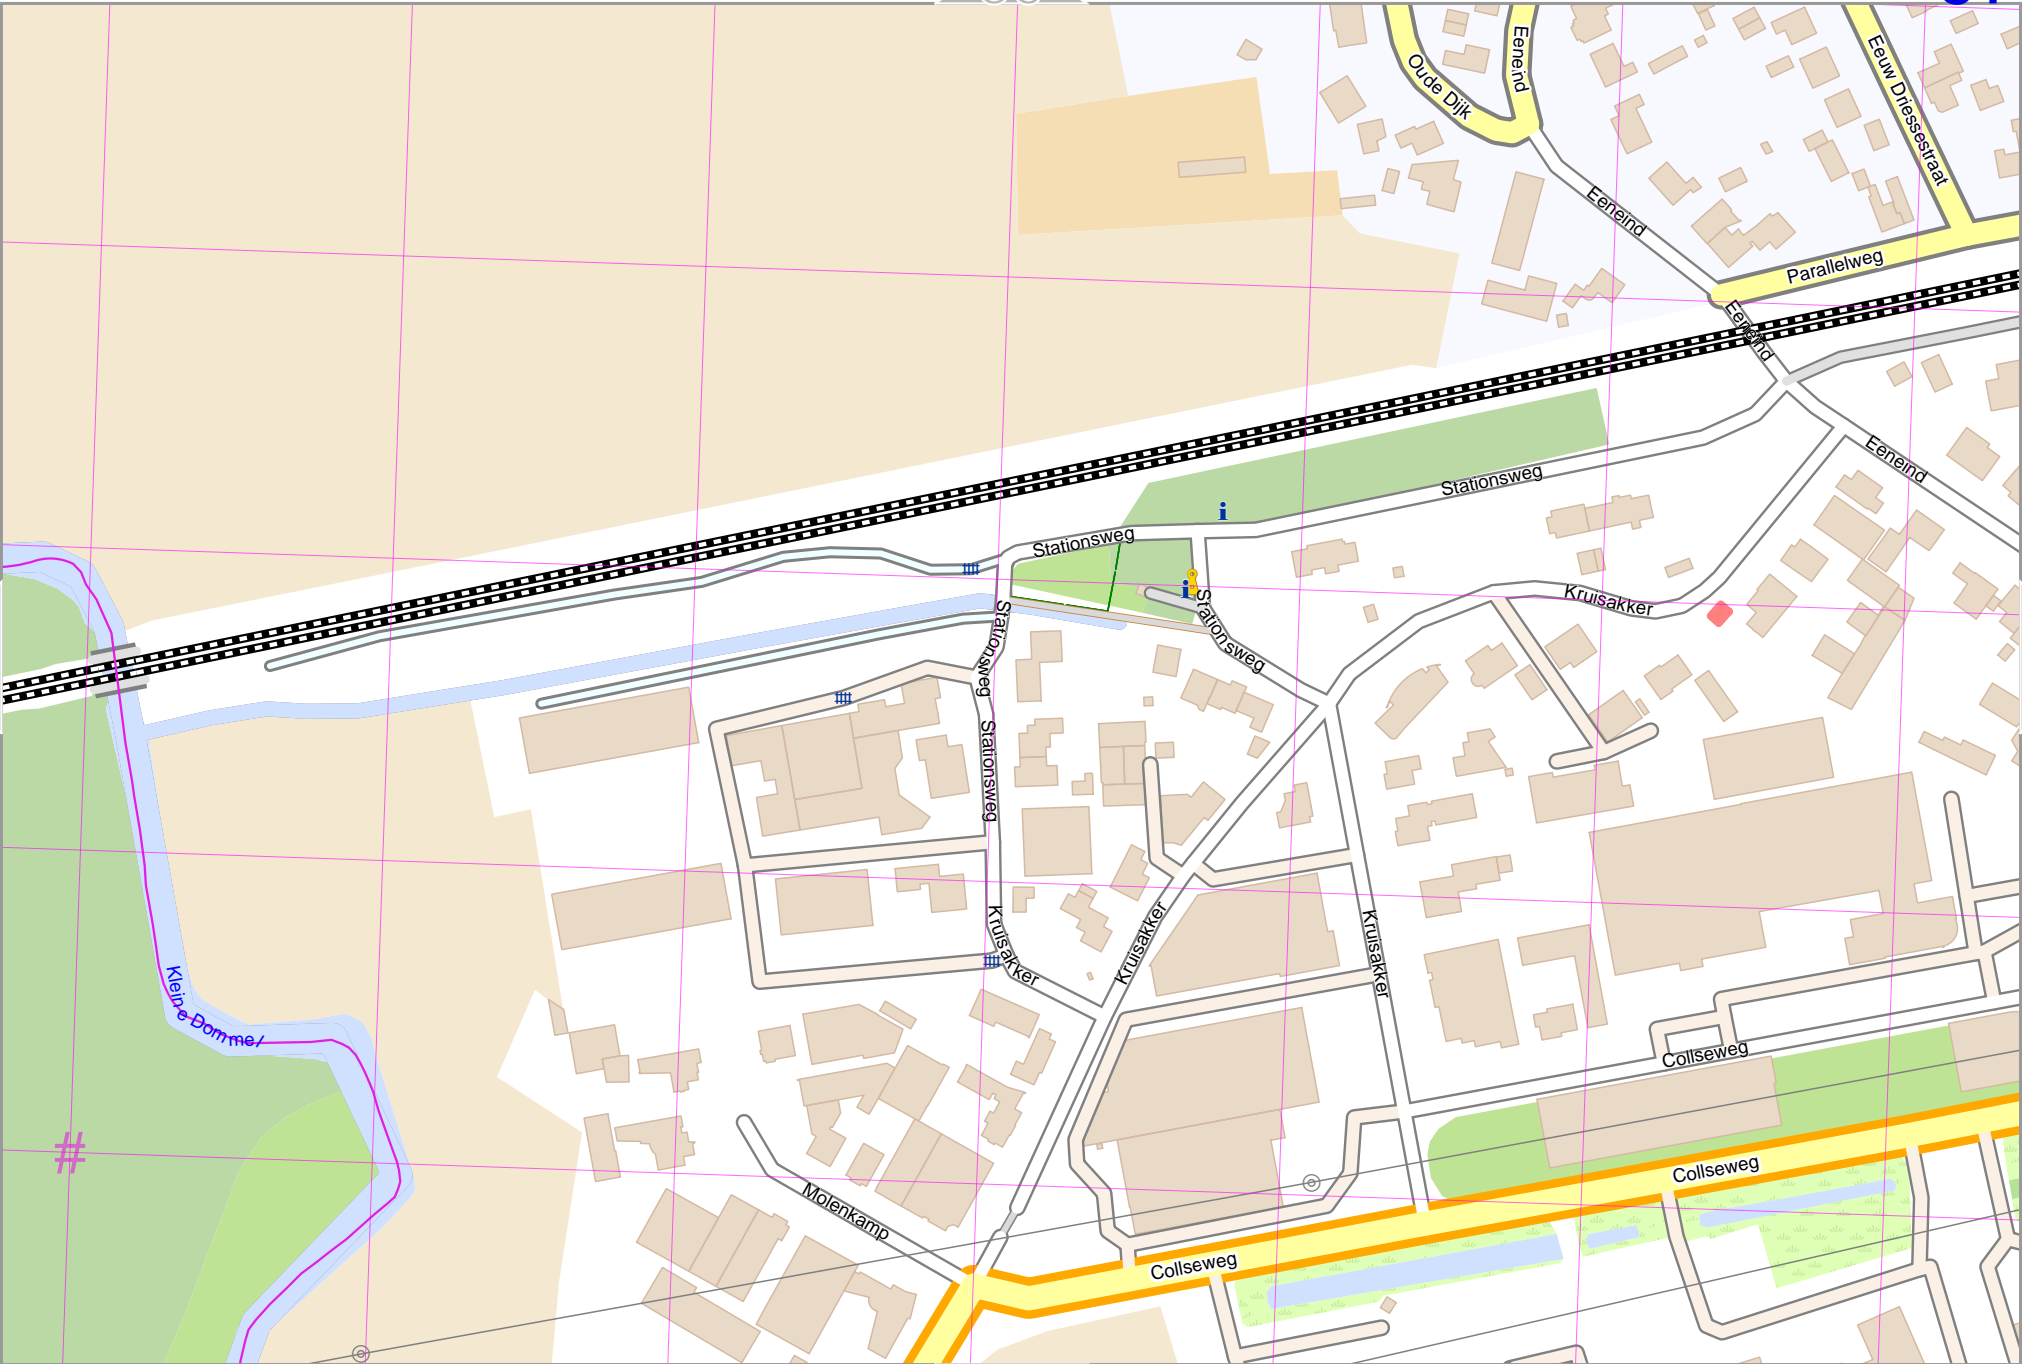 Oude Dijk
Eeneind
Eeuw Driessestraat
Eeneind
Parallelweg
Eeneind
Eeneind
Stationsweg
Stationsweg
Kruisakker
Stationsweg
Stationsweg
Stationsweg
Kruisakker
Kruisakker
Kruisakker
Kleine Dommel
Collseweg
Molenkamp
Collseweg
Collseweg
#